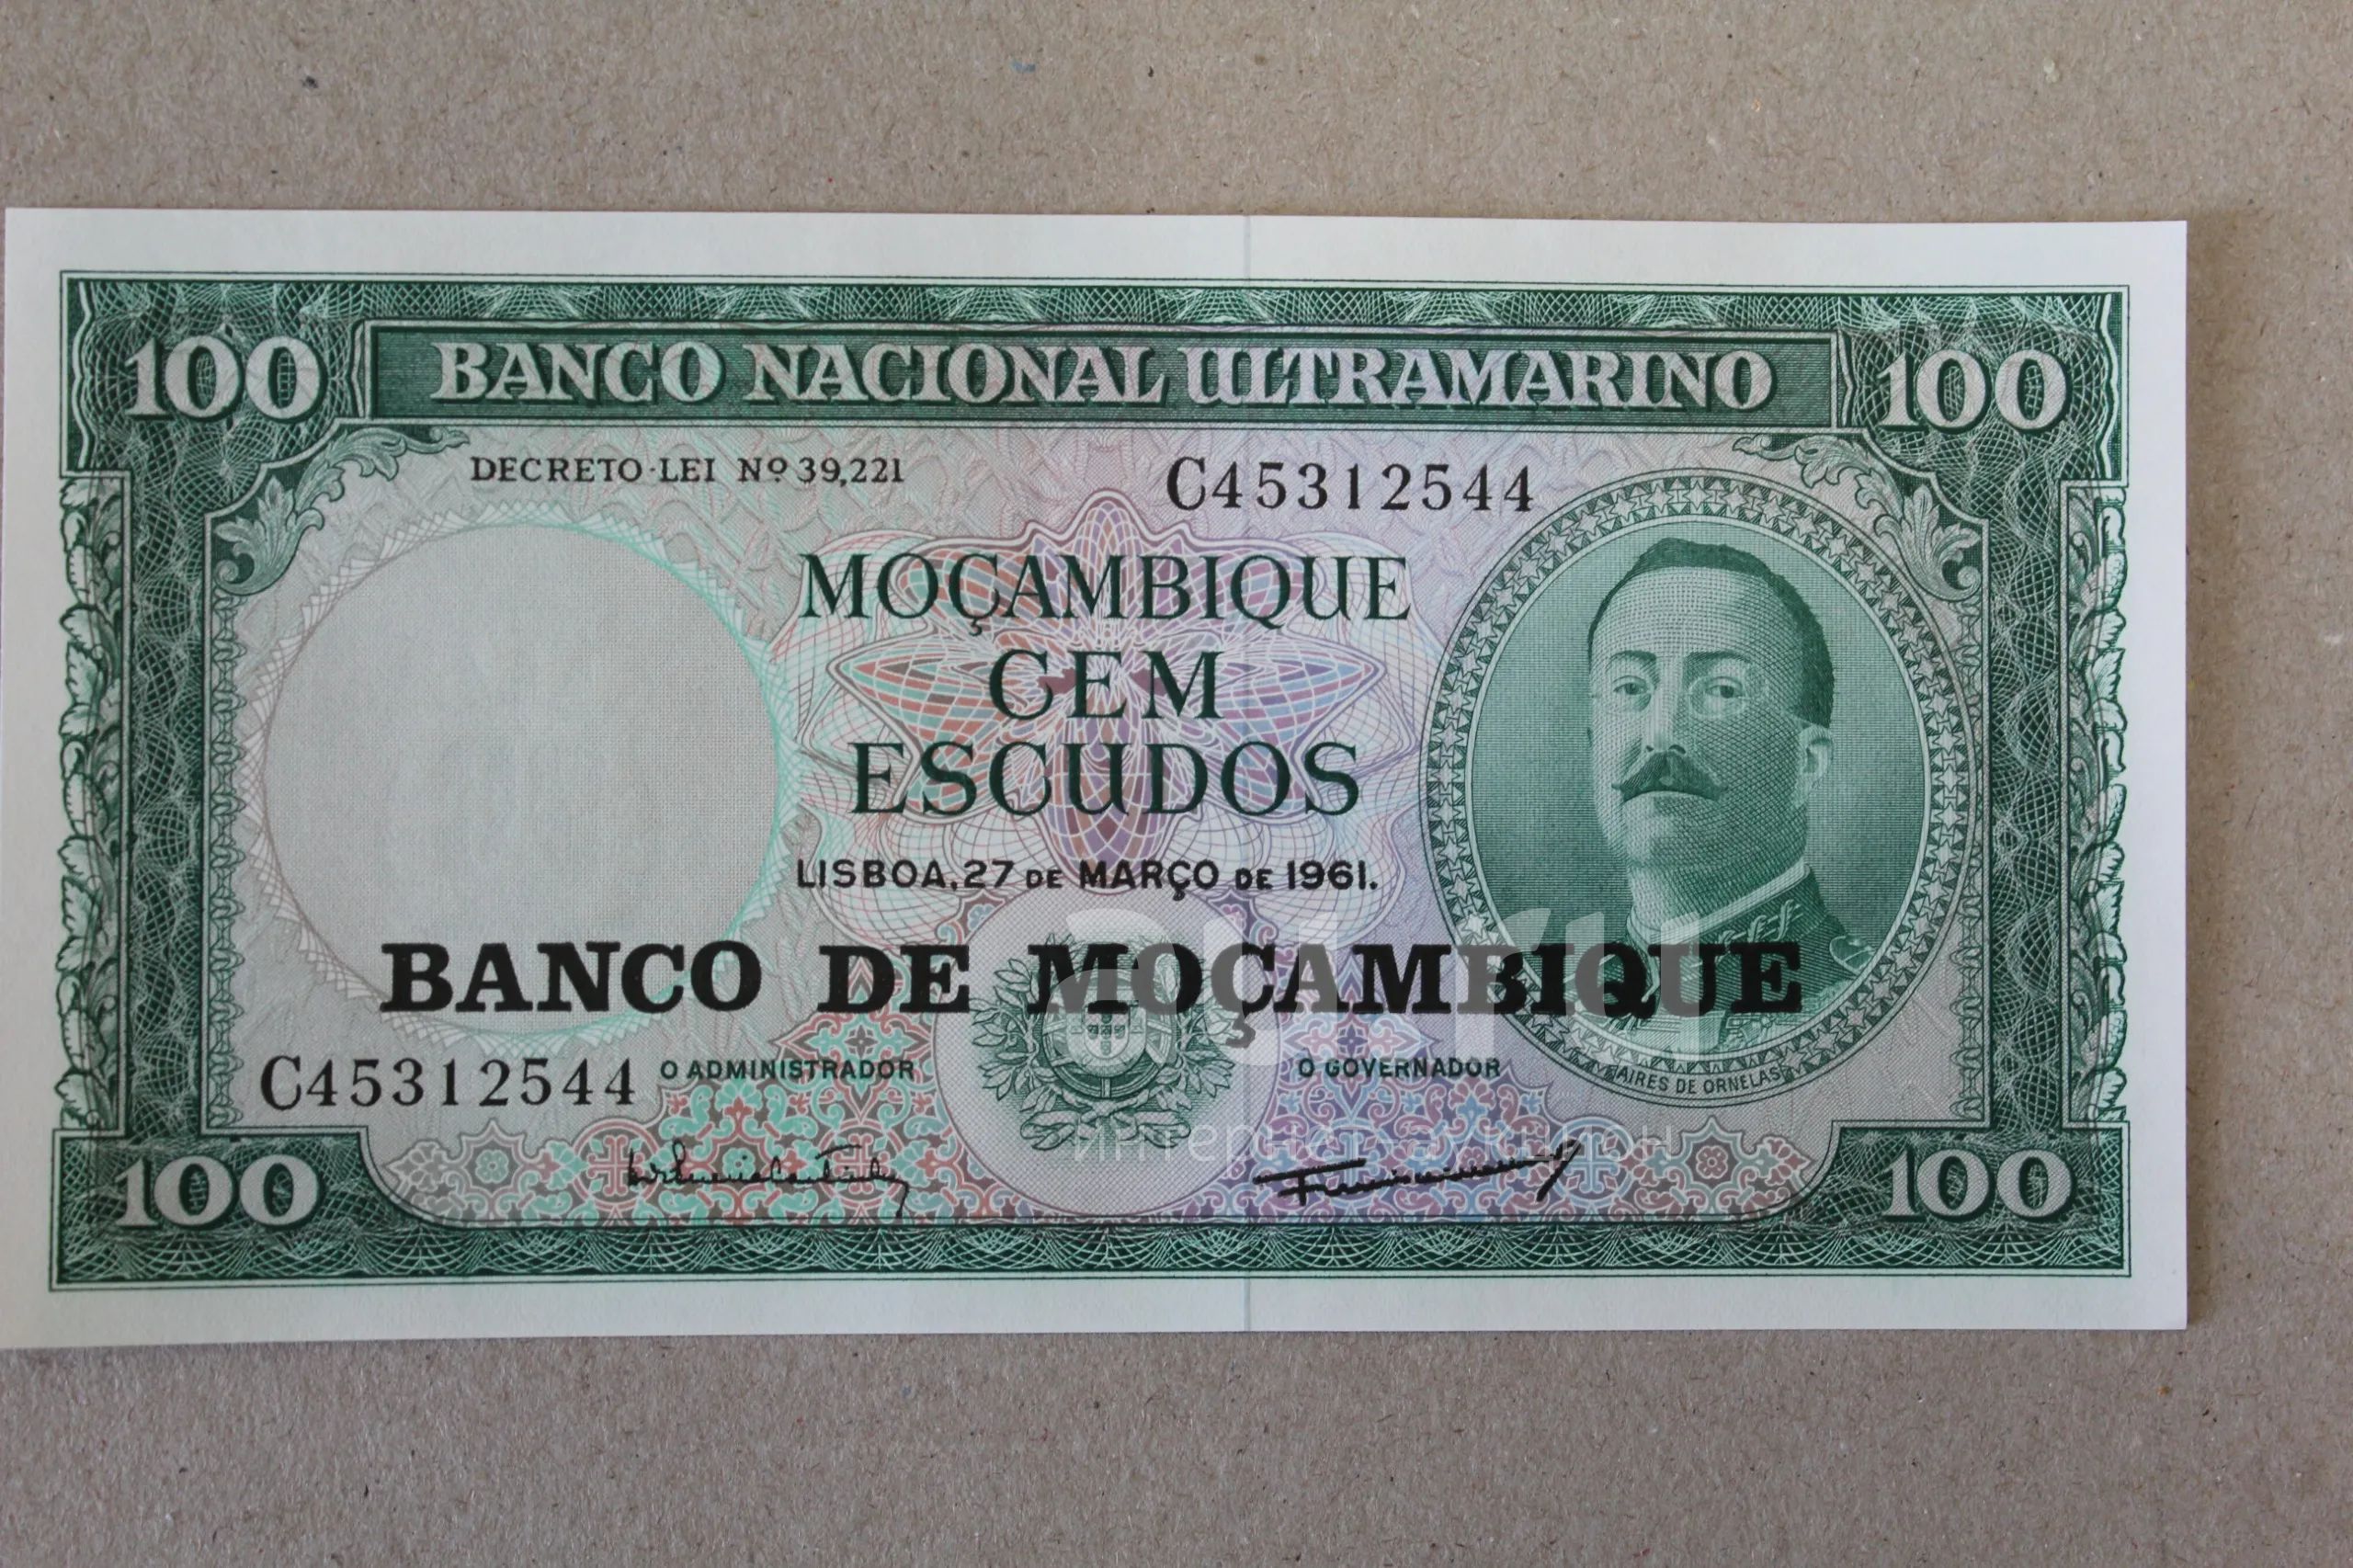 100 BANCO NACIONAL ULTRAMARINO 100
DECRETO-LEI Nº 39,221
C45312544
MOÇAMBIQUE
CEM
ESCUDOS
LISBOA, 27 DE MARÇO DE 1961.
BANCO DE MOÇAMBIQUE
C45312544
O ADMINISTRADOR
O GOVERNADOR
AIRES DE ORNELAS
100
100